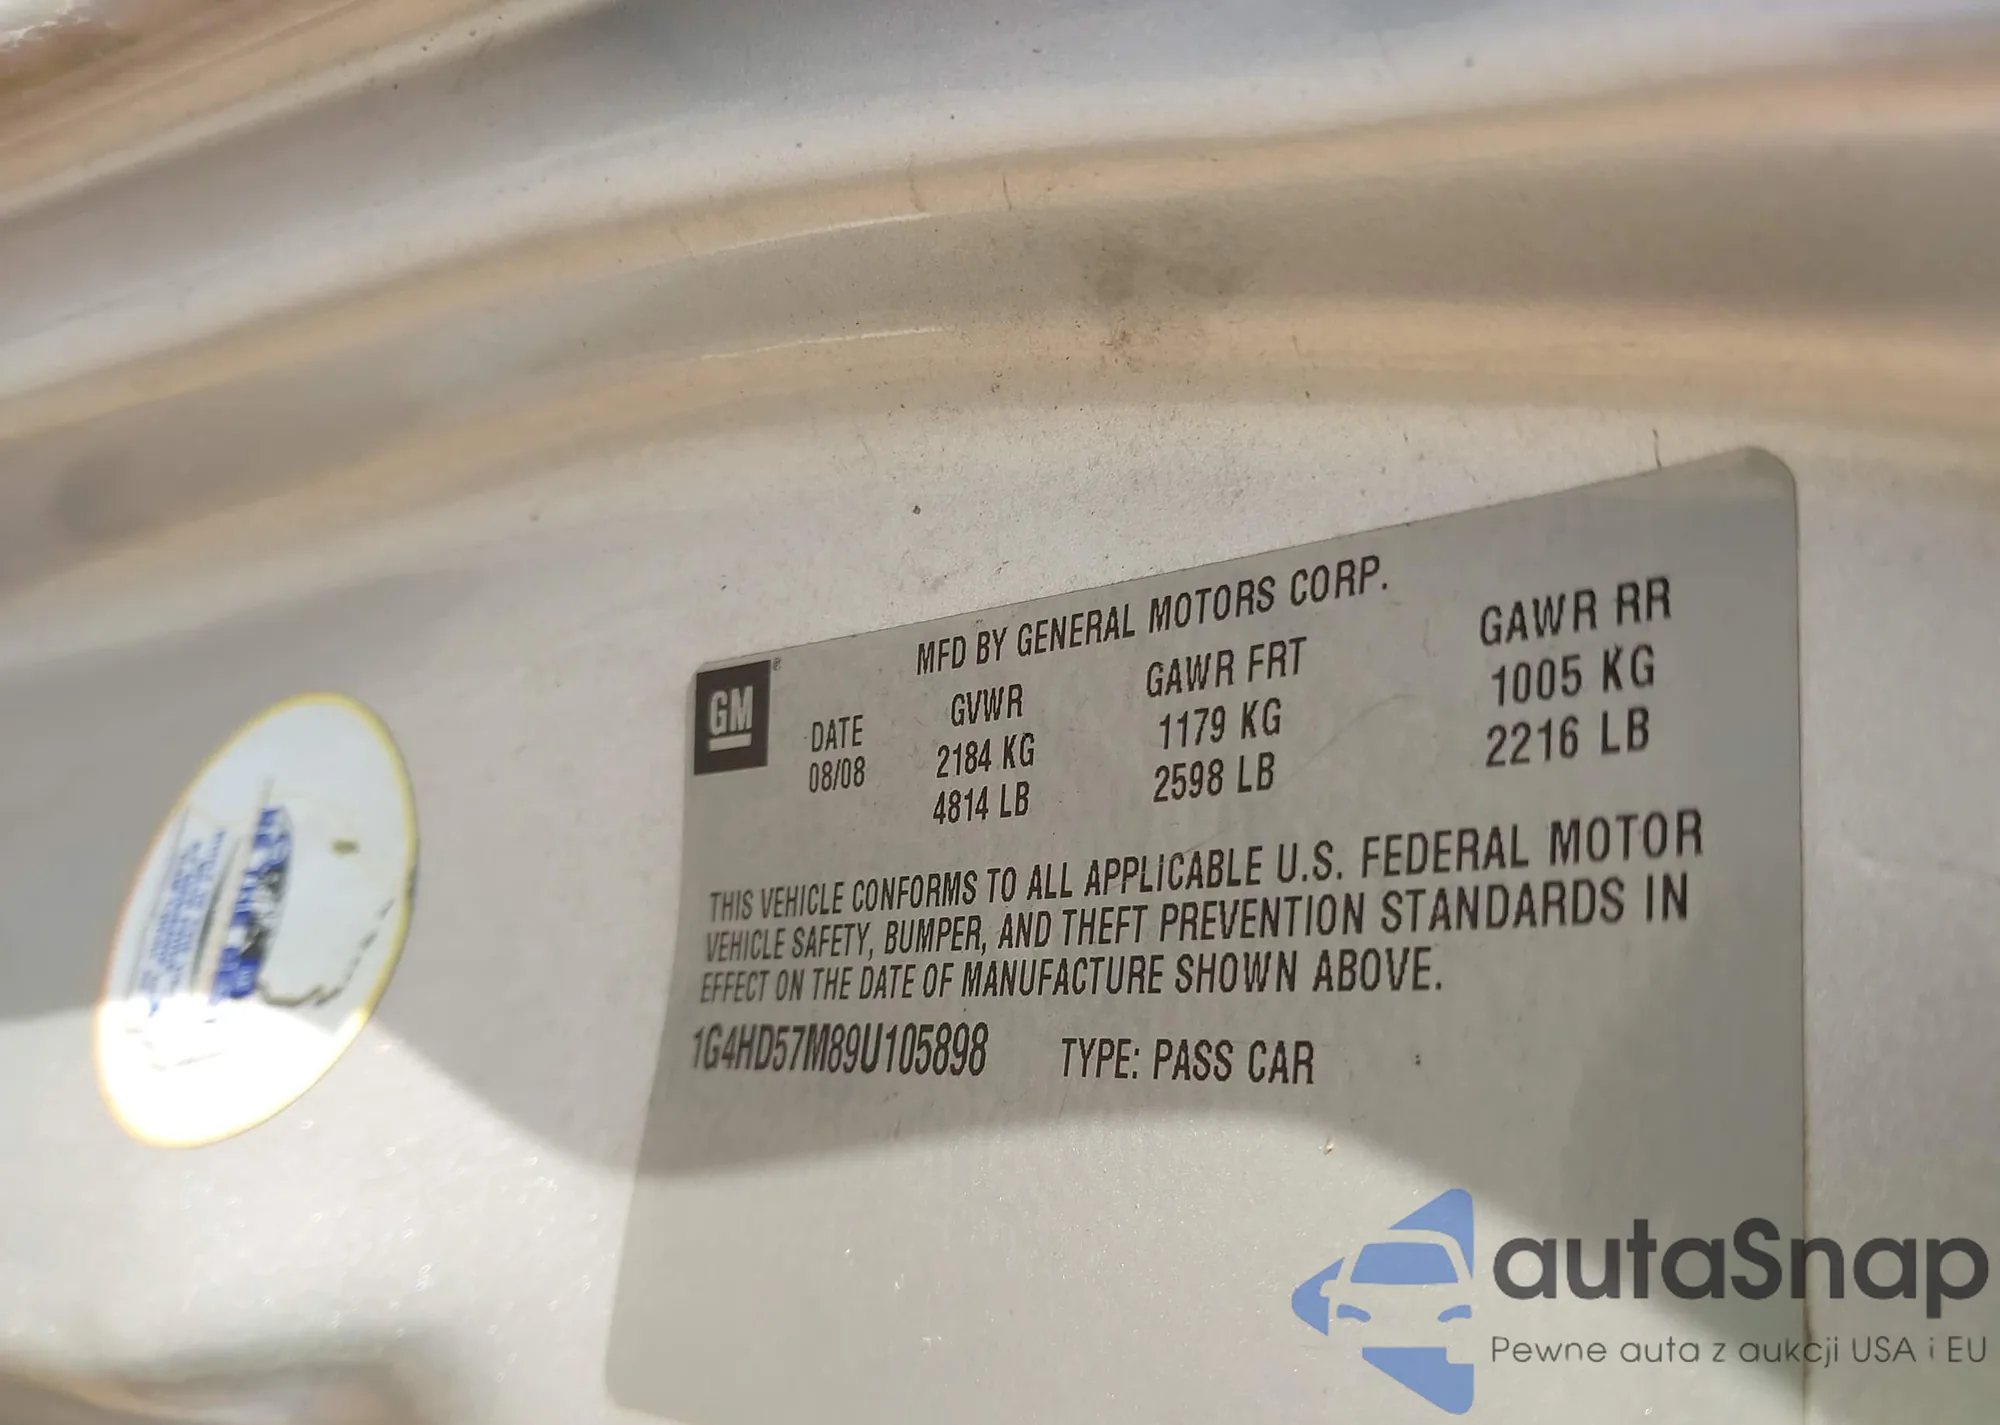 MFD BY GENERAL MOTORS CORP.
GM®
DATE
08/08
GVWR
2184 KG
4814 LB
GAWR FRT
1179 KG
2598 LB
GAWR RR
1005 KG
2216 LB
THIS VEHICLE CONFORMS TO ALL APPLICABLE U.S. FEDERAL MOTOR
VEHICLE SAFETY, BUMPER, AND THEFT PREVENTION STANDARDS IN
EFFECT ON THE DATE OF MANUFACTURE SHOWN ABOVE.
1G4HD57M89U105898 TYPE: PASS CAR
autaSnap
Pewne auta z aukcji USA i EU